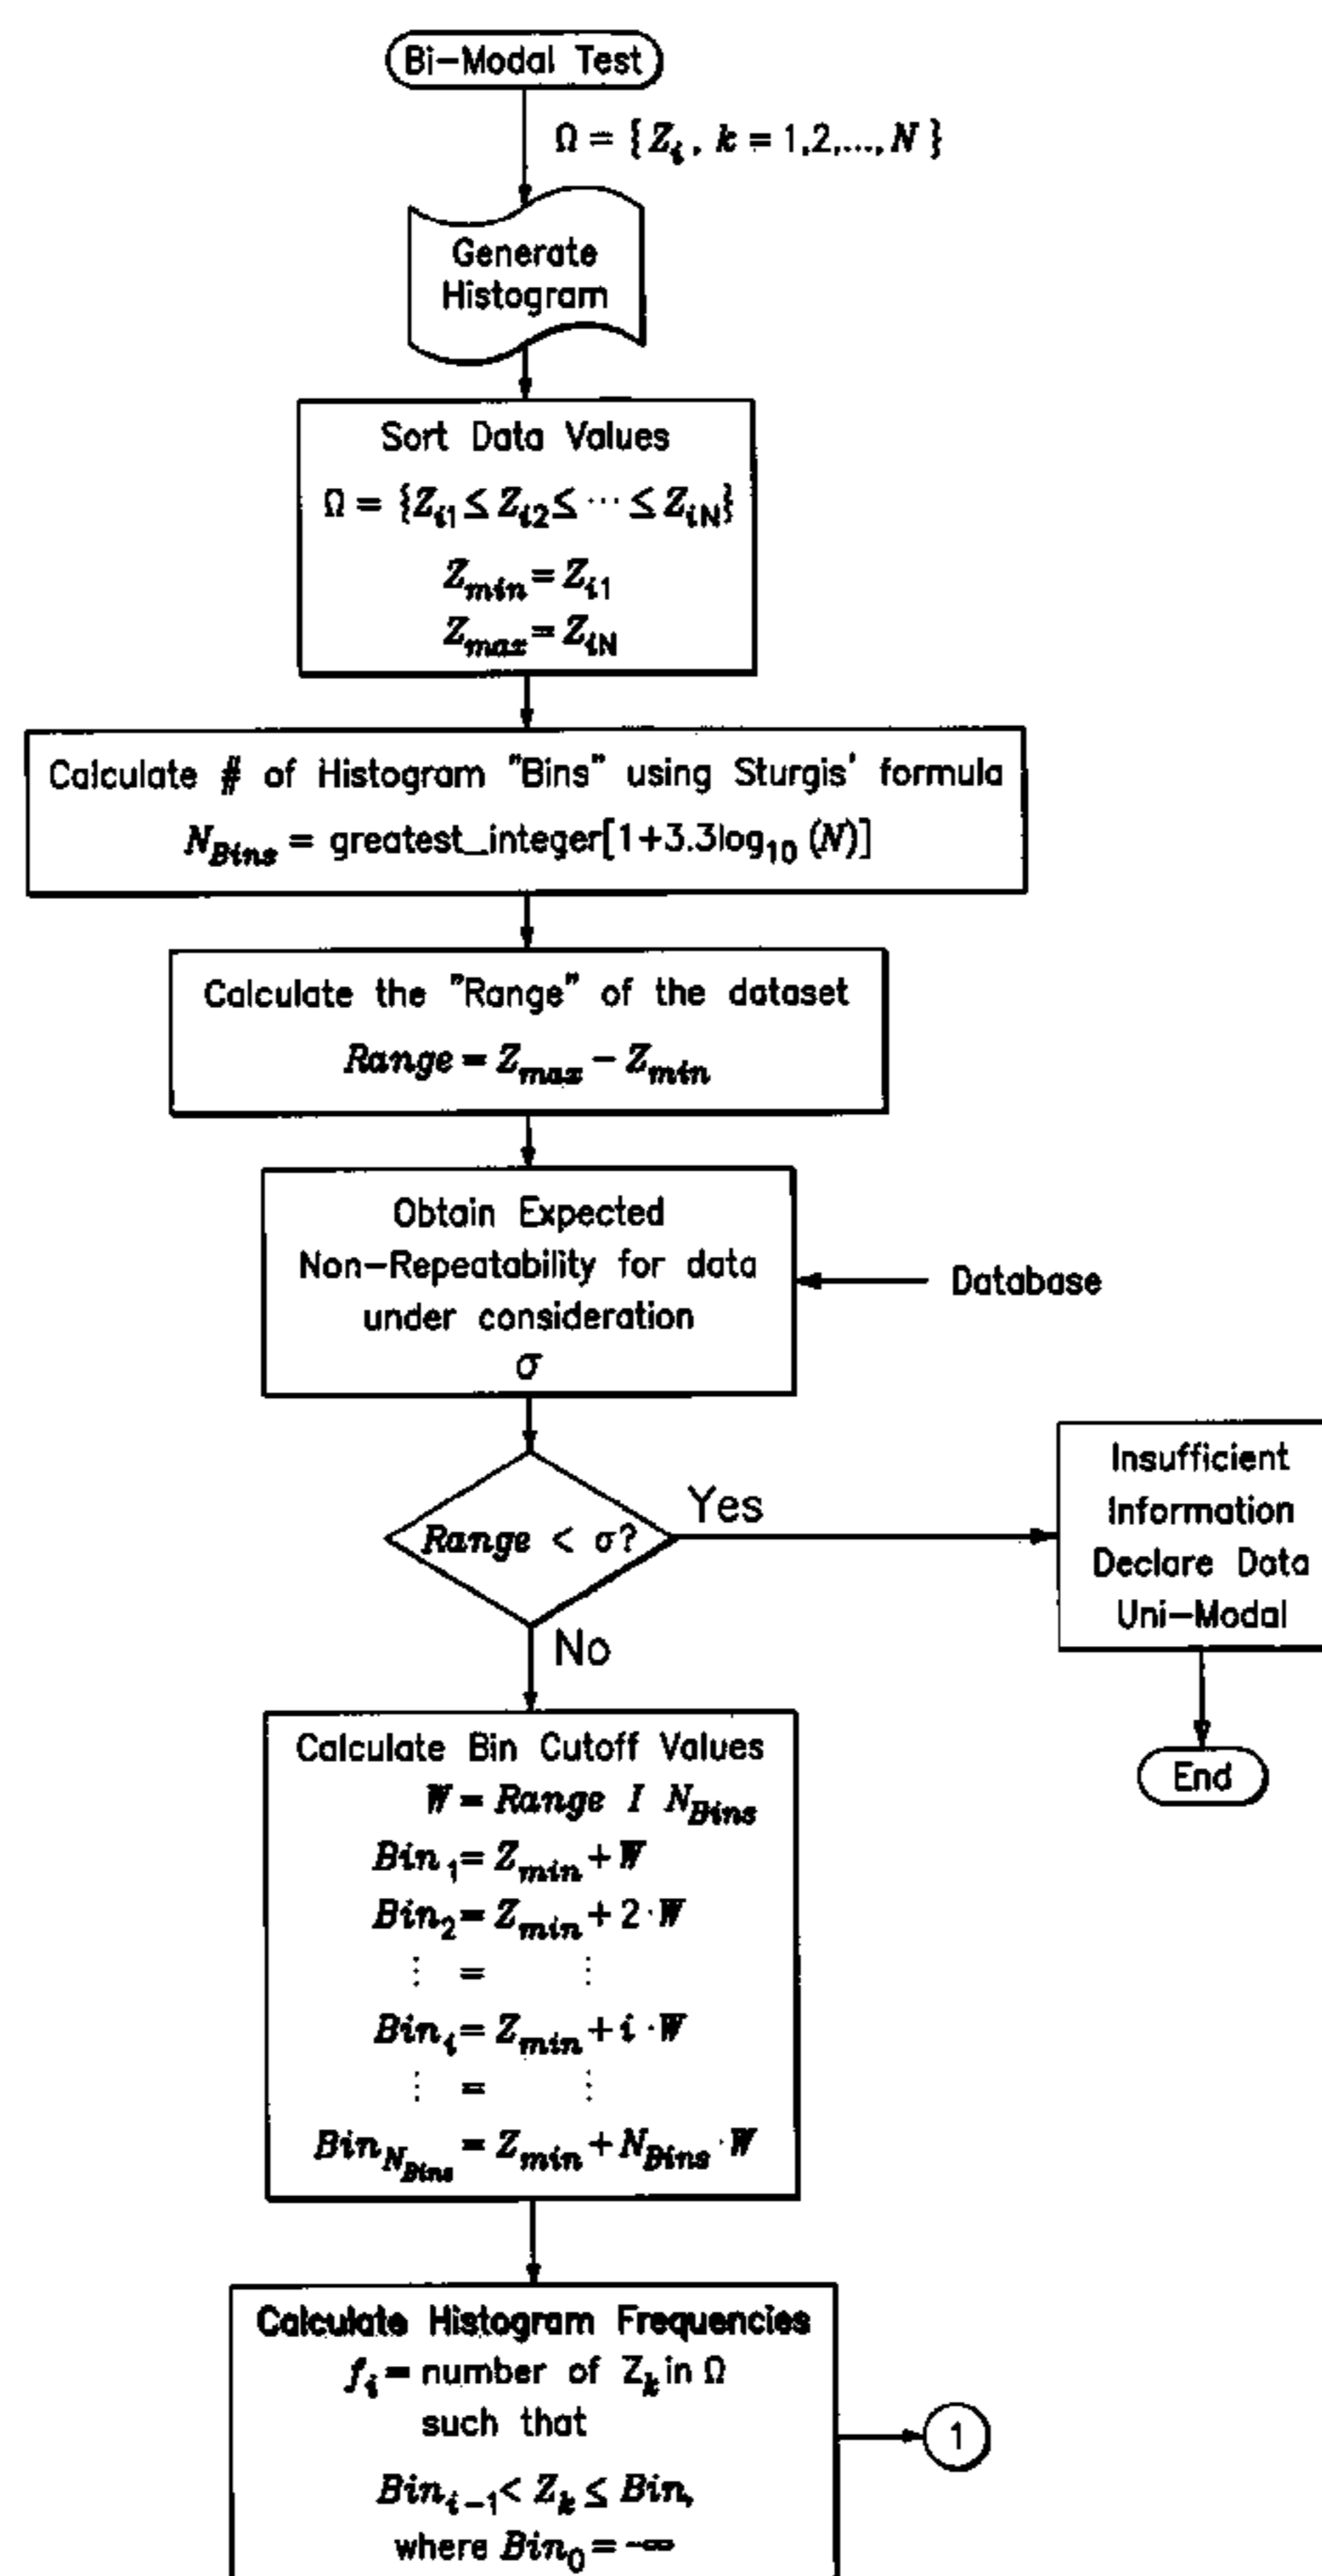 Bi-Modal Test
Ω = { Z_i, k = 1,2,..., N }
Generate
Histogram
Sort Data Values
Ω = {Z_i1 ≤ Z_i2 ≤ ··· ≤ Z_iN}
Z_min = Z_i1
Z_max = Z_iN
Calculate # of Histogram "Bins" using Sturgis' formula
N_Bins = greatest_integer[1+3.3log_10 (N)]
Calculate the "Range" of the dataset
Range = Z_max − Z_min
Obtain Expected
Non-Repeatability for data
under consideration
σ
Database
Range < σ?
Yes
Insufficient
Information
Declare Data
Uni-Modal
End
No
Calculate Bin Cutoff Values
W = Range I N_Bins
Bin_1 = Z_min + W
Bin_2 = Z_min + 2 · W
⋮ = ⋮
Bin_i = Z_min + i · W
⋮ = ⋮
Bin_N_Bins = Z_min + N_Bins · W
Calculate Histogram Frequencies
f_i = number of Z_k in Ω
such that
1
Bin_i−1 < Z_k ≤ Bin,
where Bin_0 = −∞